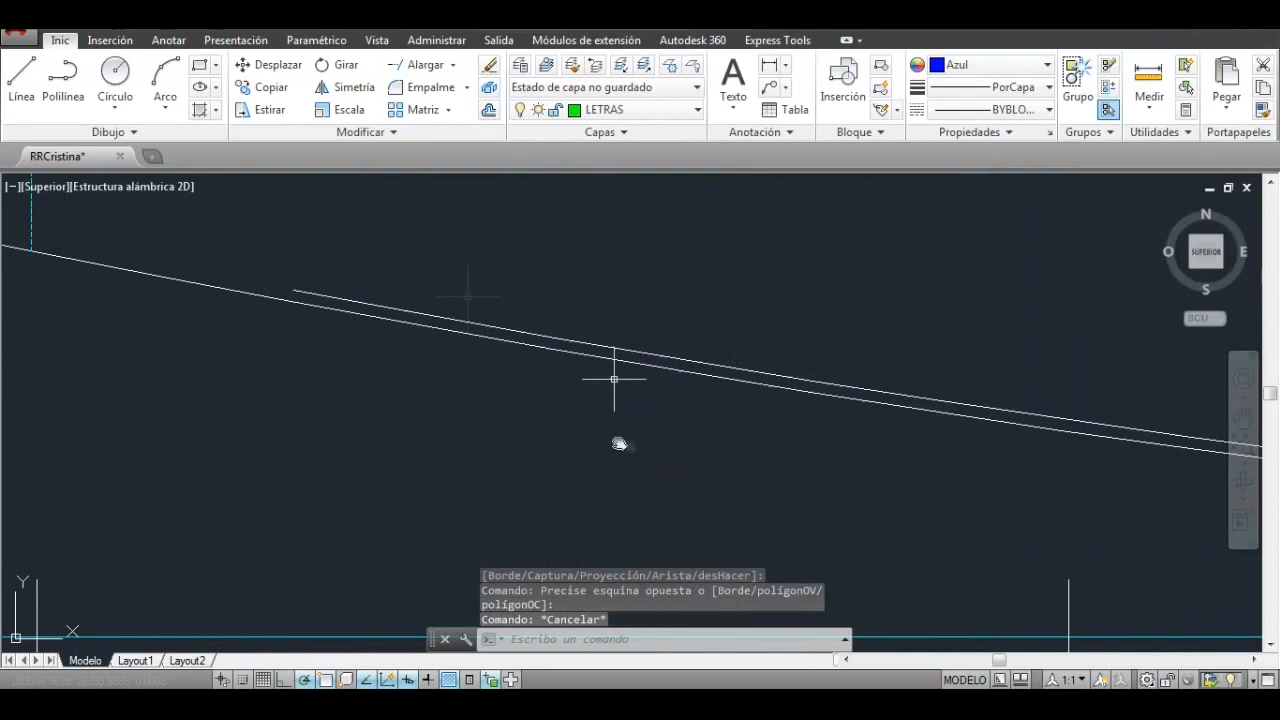 Inic Inserción Anotar Presentación Paramétrico Vista Administrar Salida Módulos de extensión Autodesk 360 Express Tools
Línea Polilínea Círculo Arco
Desplazar Girar Alargar
Copiar Simetría Empalme
Estirar Escala Matriz
Estado de capa no guardado
LETRAS
Texto Tabla
Inserción
Azul
PorCapa
BYBLO...
Grupo Medir Pegar
Dibujo Modificar Capas Anotación Bloque Propiedades Grupos Utilidades Portapapeles
RRCristina*
[−][Superior][Estructura alámbrica 2D]
N
O SUPERIOR E
S
SCU
[Borde/Captura/Proyección/Arista/desHacer]:
Comando: Precise esquina opuesta o [Borde/polígonOV/
polígonOC]:
Comando: *Cancelar*
Escriba un comando
Y
X
Modelo Layout1 Layout2
MODELO 1:1